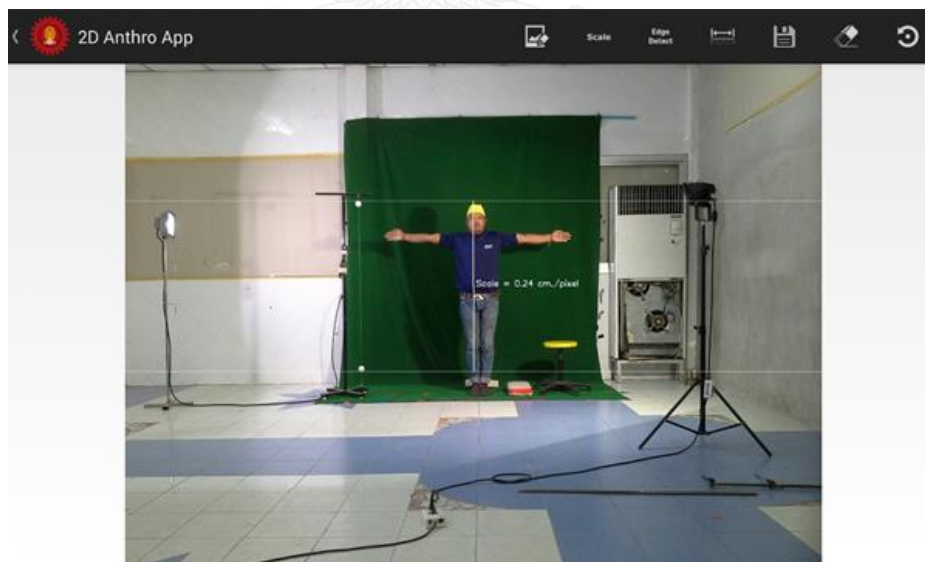 2D Anthro App
Scale
Edge
Detect
Scale = 0.24 cm./pixel